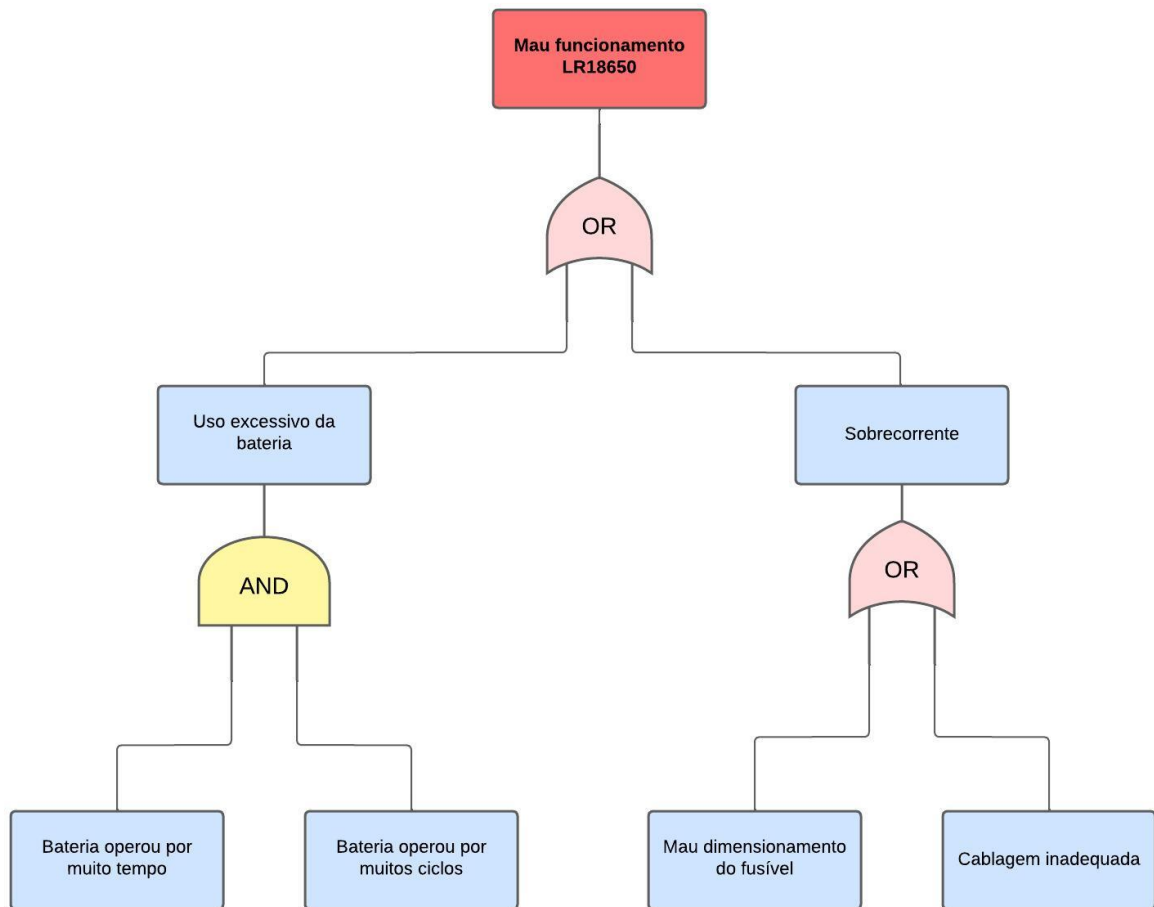 Mau funcionamento
LR18650
OR
Uso excessivo da
bateria
Sobrecorrente
AND
OR
Bateria operou por
muito tempo
Bateria operou por
muitos ciclos
Mau dimensionamento
do fusível
Cablagem inadequada